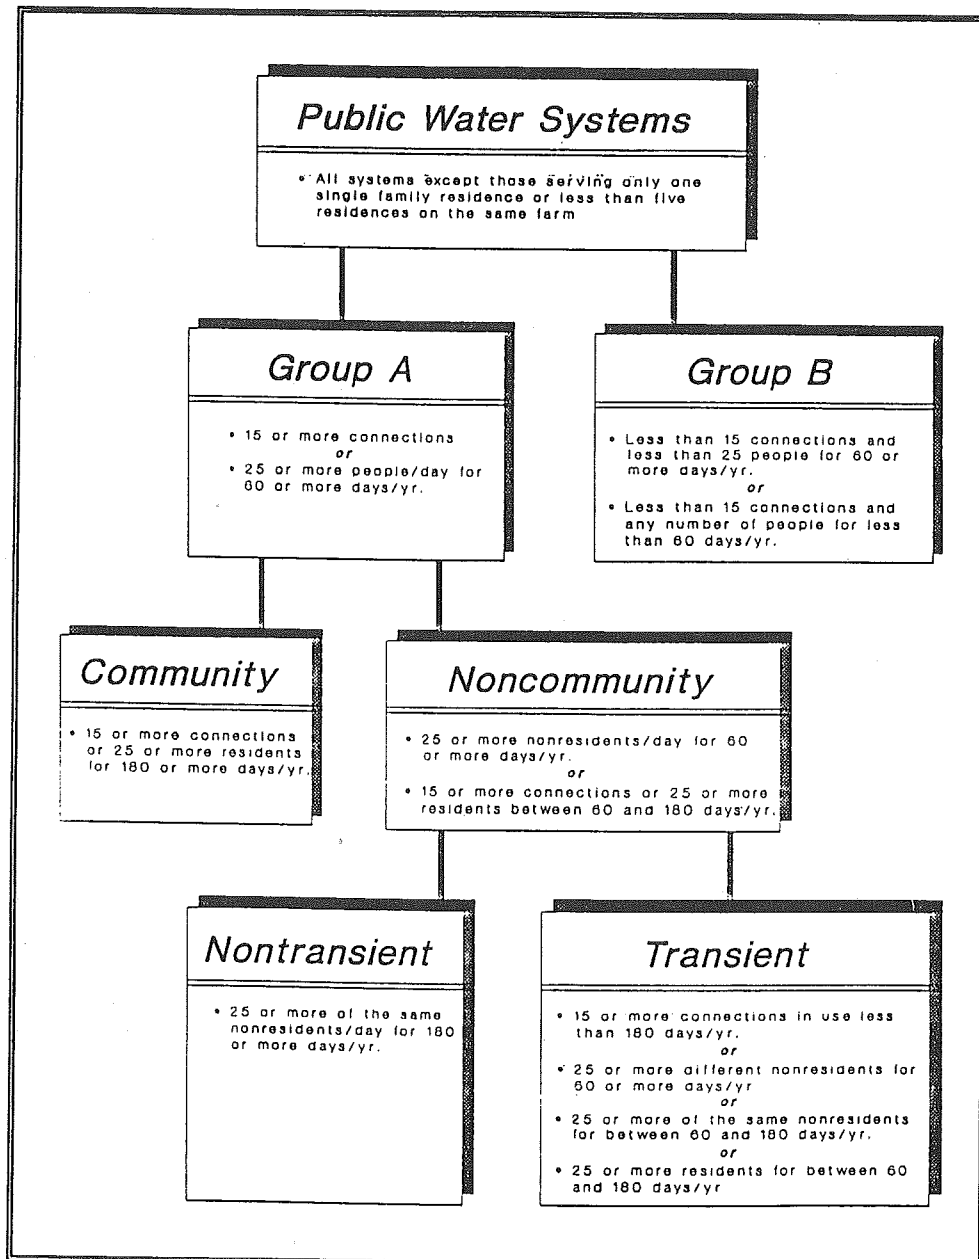 Public Water Systems
• All systems except those serving only one
single family residence or less than five
residences on the same farm
Group A
• 15 or more connections
or
• 25 or more people/day for
60 or more days/yr.
Group B
• Less than 15 connections and
less than 25 people for 60 or
more days/yr.
or
• Less than 15 connections and
any number of people for less
than 60 days/yr.
Community
• 15 or more connections
or 25 or more residents
for 180 or more days/yr.
Noncommunity
• 25 or more nonresidents/day for 60
or more days/yr.
or
• 15 or more connections or 25 or more
residents between 60 and 180 days/yr.
Nontransient
• 25 or more of the same
nonresidents/day for 180
or more days/yr.
Transient
• 15 or more connections in use less
than 180 days/yr.
or
• 25 or more different nonresidents for
60 or more days/yr
or
• 25 or more of the same nonresidents
for between 60 and 180 days/yr.
or
• 25 or more residents for between 60
and 180 days/yr